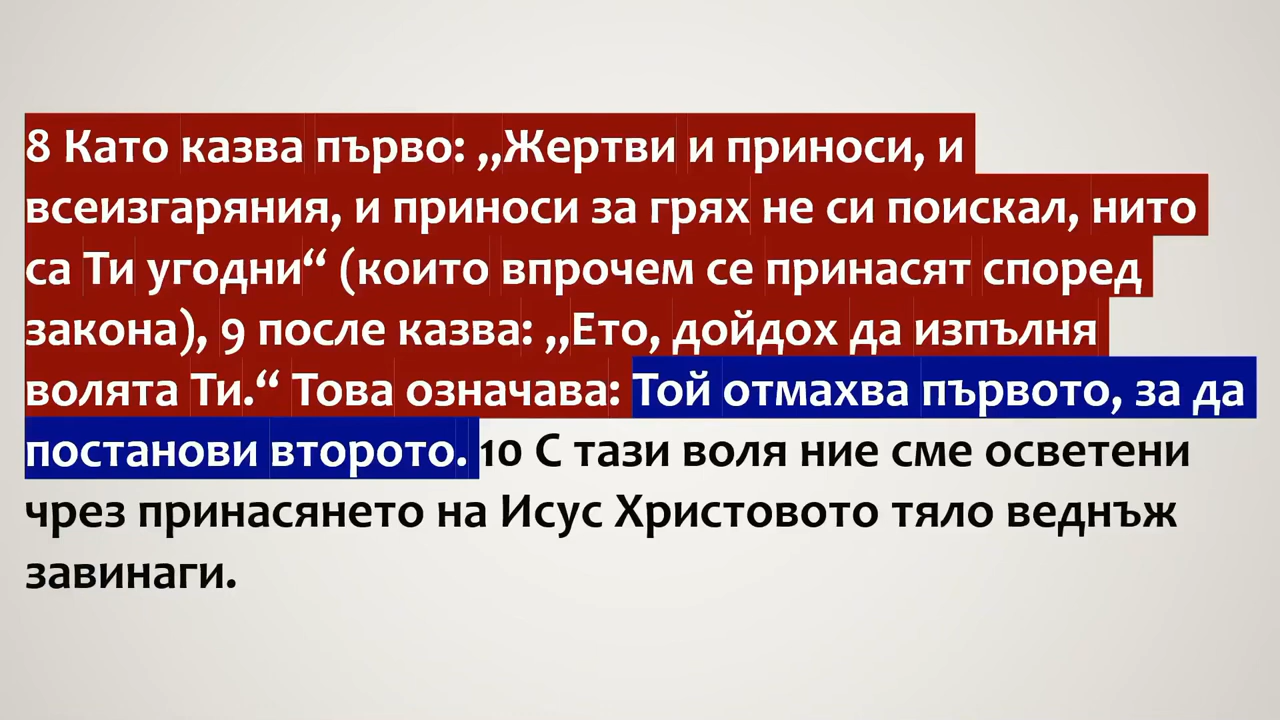 8 Като казва първо: „Жертви и приноси, и
всеизгаряния, и приноси за грях не си поискал, нито
са Ти угодни“ (които впрочем се принасят според
закона), 9 после казва: „Ето, дойдох да изпълня
волята Ти.“ Това означава: Той отмахва първото, за да
постанови второто. 10 С тази воля ние сме осветени
чрез принасянето на Исус Христовото тяло веднъж
завинаги.